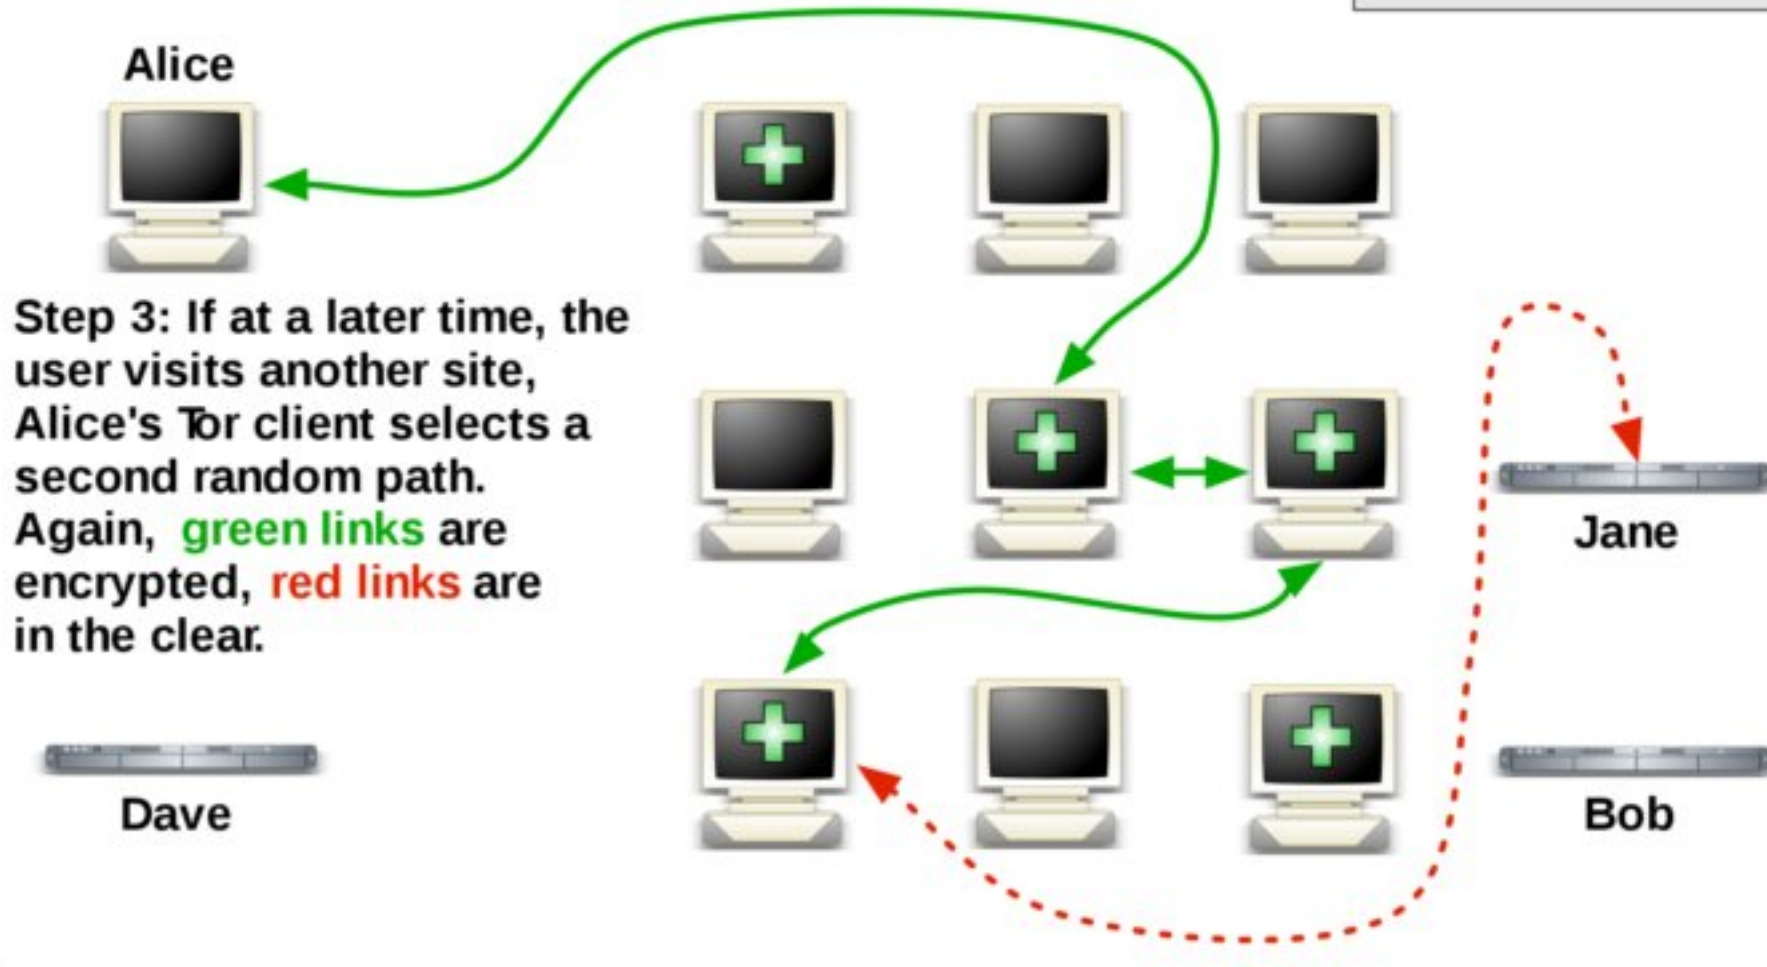 Alice
Step 3: If at a later time, the
user visits another site,
Alice's Tor client selects a
second random path.
Again, green links are
encrypted, red links are
in the clear.
Dave
Jane
Bob